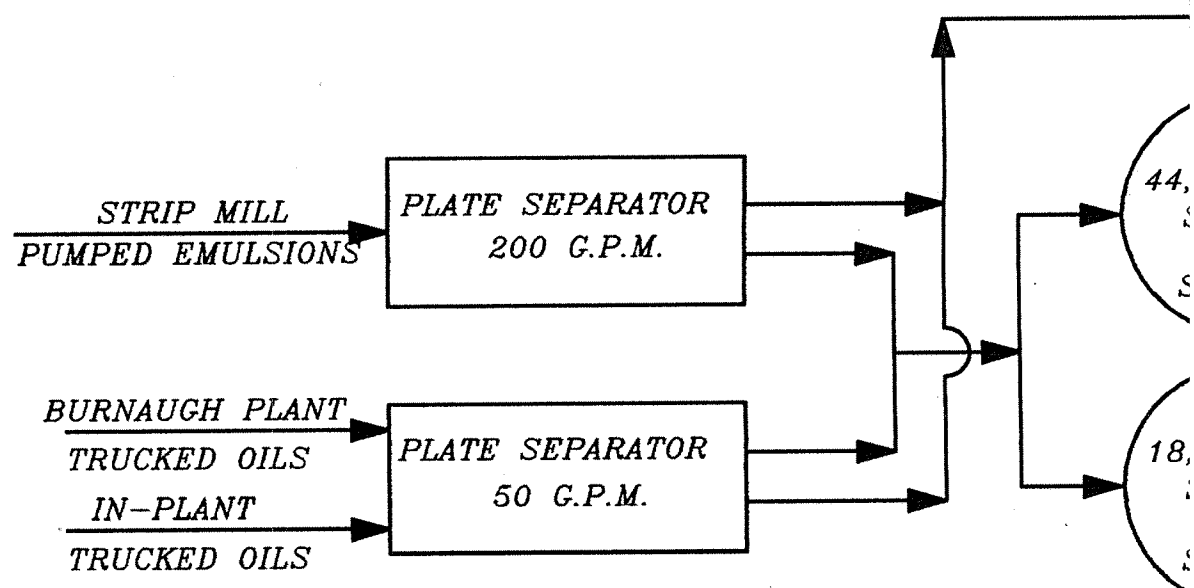 STRIP MILL
PUMPED EMULSIONS
PLATE SEPARATOR
200 G.P.M.
BURNAUGH PLANT
TRUCKED OILS
IN-PLANT
TRUCKED OILS
PLATE SEPARATOR
50 G.P.M.
44,
18,